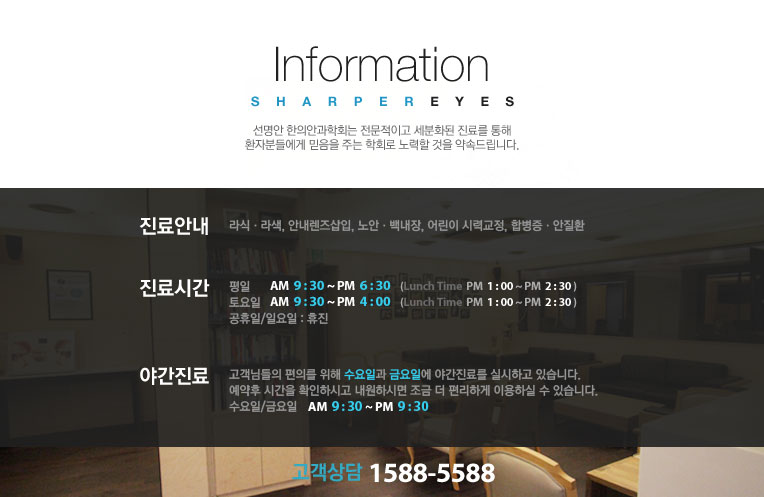 Information
SHARPEREYES
선명안 한의안과학회는 전문적이고 세분화된 진료를 통해
환자분들에게 믿음을 주는 학회로 노력할 것을 약속드립니다.
진료안내 라식 · 라색, 안내렌즈삽입, 노안 · 백내장, 어린이 시력교정, 합병증 · 안질환
진료시간 평일 AM 9:30~PM 6:30 (Lunch Time PM 1:00~PM 2:30)
토요일 AM 9:30~PM 4:00 (Lunch Time PM 1:00~PM 2:30)
공휴일/일요일 : 휴진
야간진료 고객님들의 편의를 위해 수요일과 금요일에 야간진료를 실시하고 있습니다.
예약후 시간을 확인하시고 내원하시면 조금 더 편리하게 이용하실 수 있습니다.
수요일/금요일 AM 9:30~PM 9:30
고객상담 1588-5588